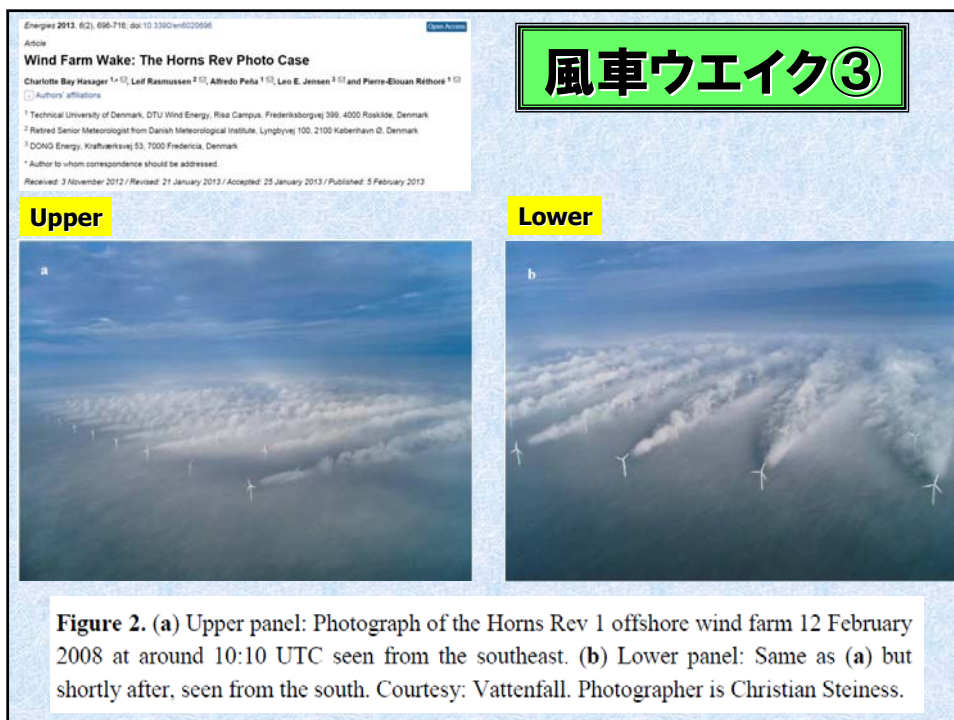 Energies 2013, 6(2), 696-716; doi:10.3390/en6020696
Open Access
Article
Wind Farm Wake: The Horns Rev Photo Case
Charlotte Bay Hasager 1,*, Leif Rasmussen 2, Alfredo Peña 1, Leo E. Jensen 3 and Pierre-Elouan Réthoré 1
Authors' affiliations
1 Technical University of Denmark, DTU Wind Energy, Risø Campus, Frederiksborgvej 399, 4000 Roskilde, Denmark
2 Retired Senior Meteorologist from Danish Meteorological Institute, Lyngbyvej 100, 2100 København Ø, Denmark
3 DONG Energy, Kraftværksvej 53, 7000 Fredericia, Denmark
* Author to whom correspondence should be addressed.
Received: 3 November 2012 / Revised: 21 January 2013 / Accepted: 25 January 2013 / Published: 5 February 2013
風車ウエイク③
Upper
Lower
a
b
Figure 2. (a) Upper panel: Photograph of the Horns Rev 1 offshore wind farm 12 February
2008 at around 10:10 UTC seen from the southeast. (b) Lower panel: Same as (a) but
shortly after, seen from the south. Courtesy: Vattenfall. Photographer is Christian Steiness.